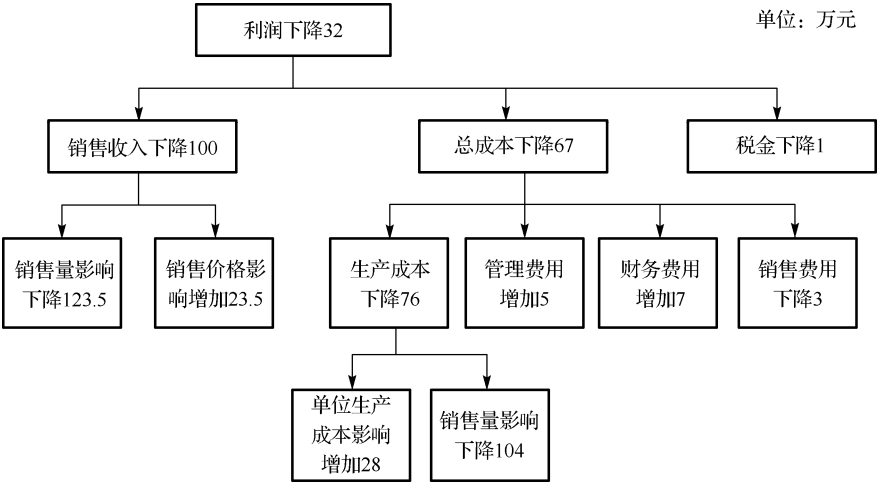 利润下降32
单位：万元
销售收入下降100
总成本下降67
税金下降1
销售量影响
下降123.5
销售价格影
响增加23.5
生产成本
下降76
管理费用
增加5
财务费用
增加7
销售费用
下降3
单位生产
成本影响
增加28
销售量影响
下降104